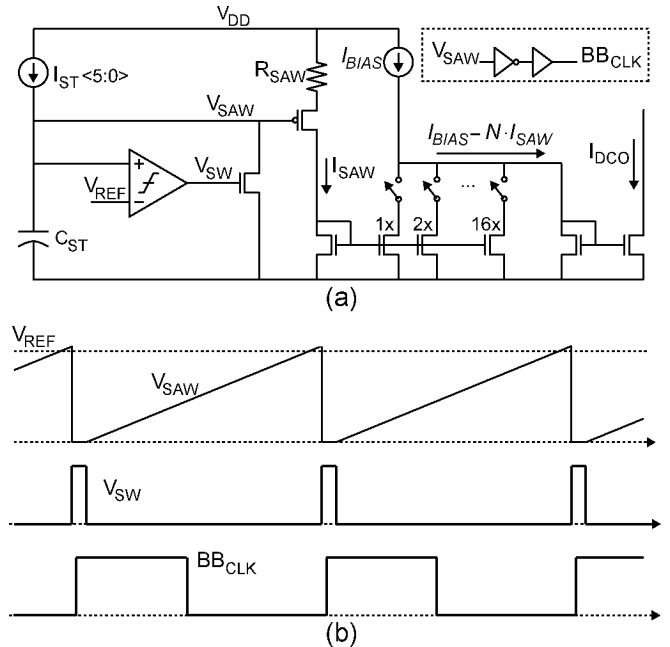 V_DD
I_ST<5:0>
R_SAW
I_BIAS
V_SAW
BB_CLK
V_SAW
I_BIAS – N·I_SAW
V_SW
V_REF
+
−
I_SAW
...
I_DCO
1x
2x
16x
C_ST
(a)
V_REF
V_SAW
V_SW
BB_CLK
(b)